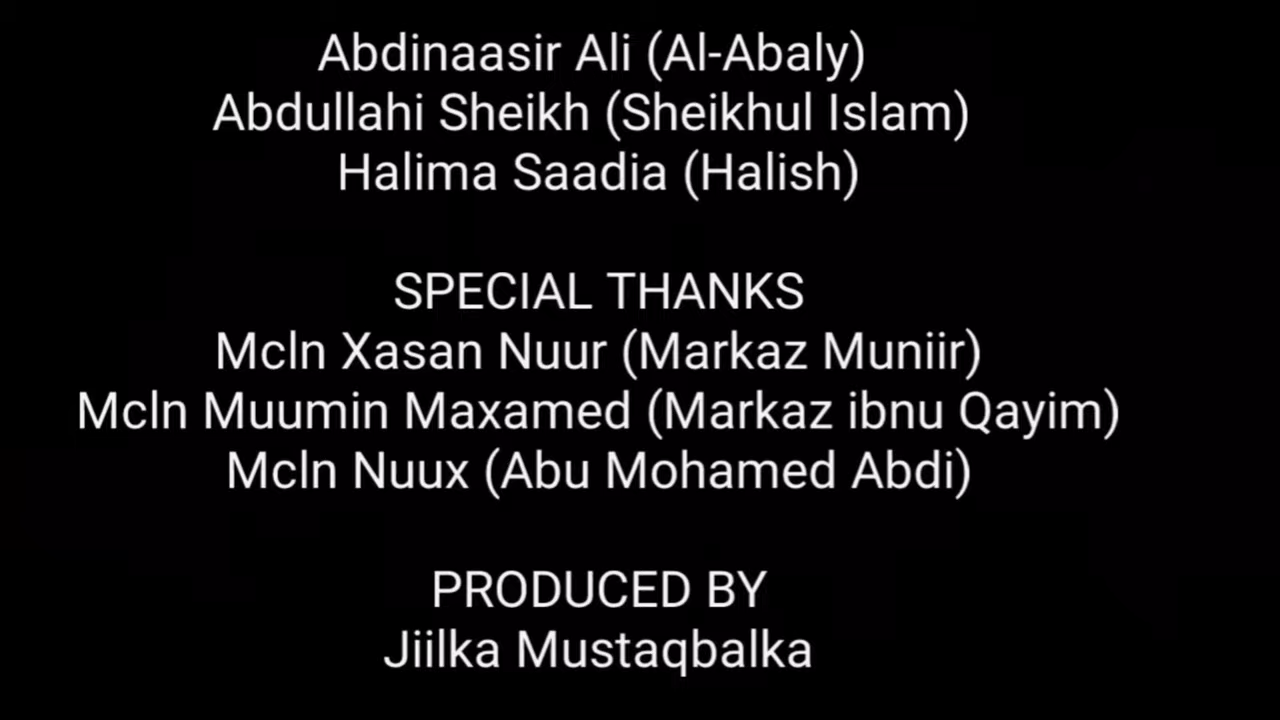 Abdinaasir Ali (Al-Abaly)
Abdullahi Sheikh (Sheikhul Islam)
Halima Saadia (Halish)
SPECIAL THANKS
Mcln Xasan Nuur (Markaz Muniir)
Mcln Muumin Maxamed (Markaz ibnu Qayim)
Mcln Nuux (Abu Mohamed Abdi)
PRODUCED BY
Jiilka Mustaqbalka